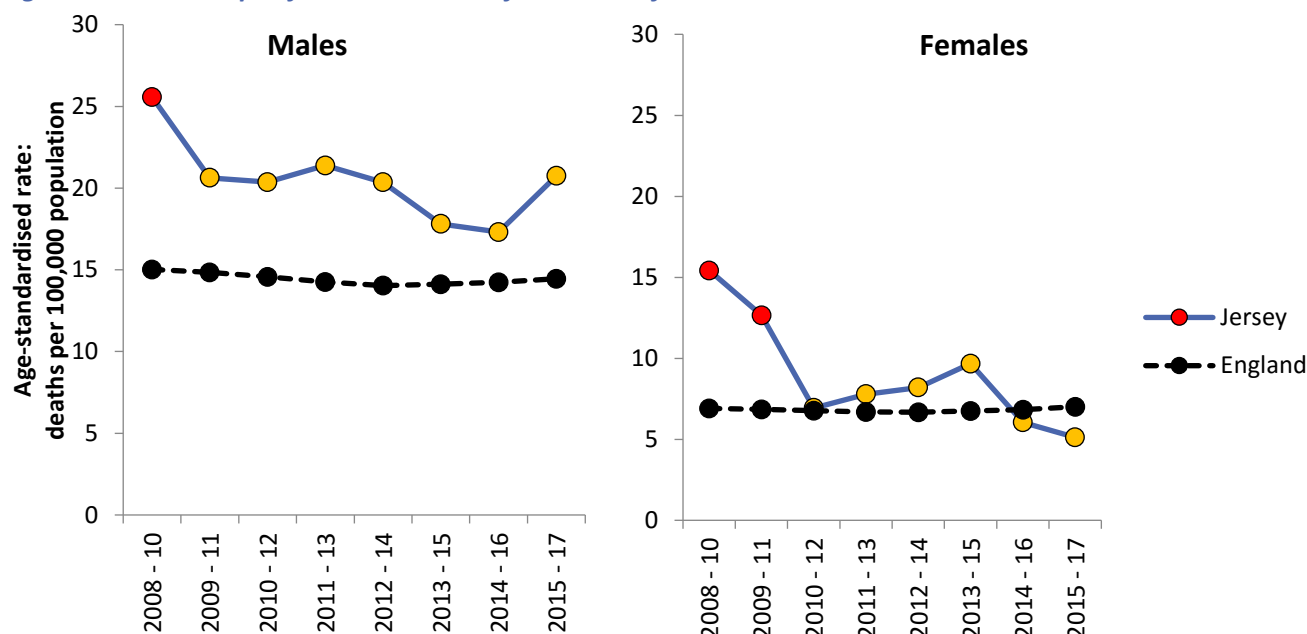 Males
Age-standardised rate:
deaths per 100,000 population
30
25
20
15
10
5
0
2008 - 10
2009 - 11
2010 - 12
2011 - 13
2012 - 14
2013 - 15
2014 - 16
2015 - 17
Females
30
25
20
15
10
5
0
2008 - 10
2009 - 11
2010 - 12
2011 - 13
2012 - 14
2013 - 15
2014 - 16
2015 - 17
Jersey
England